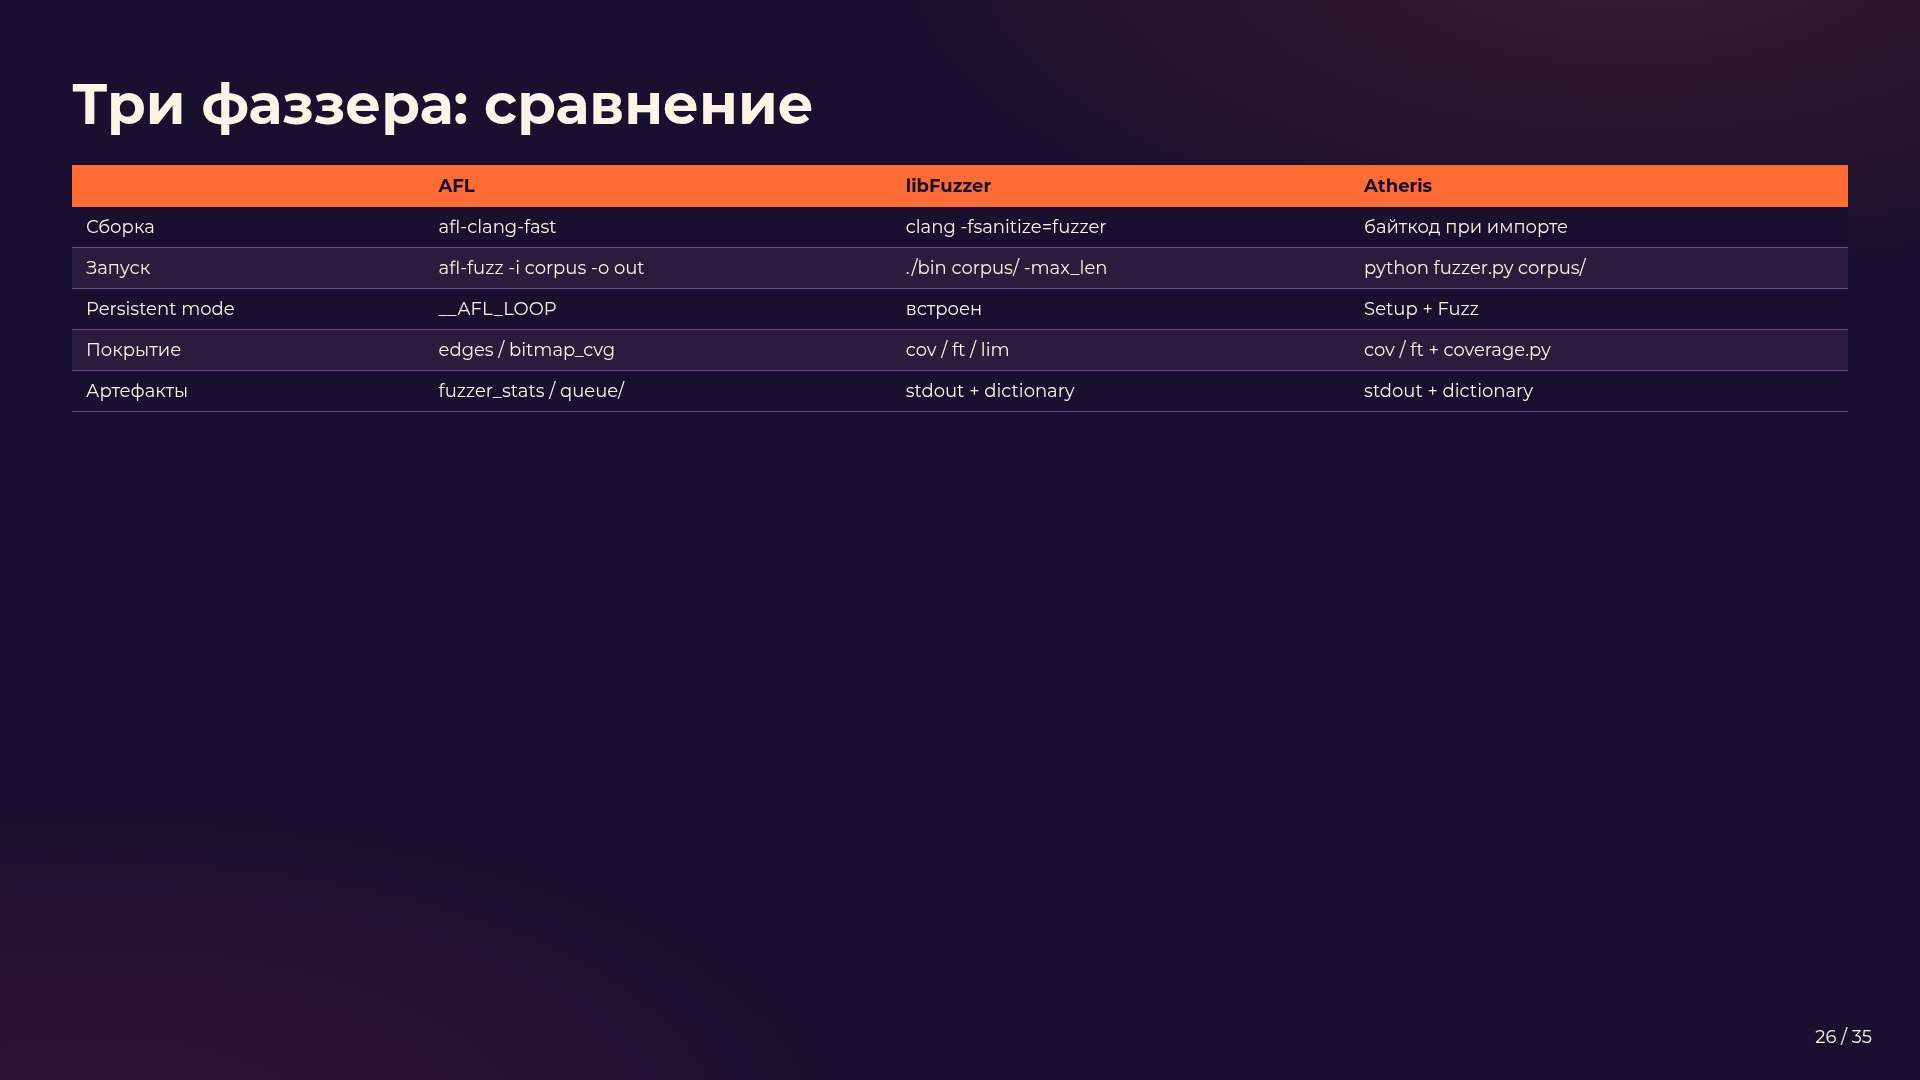 Три фаззера: сравнение
AFL libFuzzer Atheris
Сборка afl-clang-fast clang -fsanitize=fuzzer байткод при импорте
Запуск afl-fuzz -i corpus -o out ./bin corpus/ -max_len python fuzzer.py corpus/
Persistent mode __AFL_LOOP встроен Setup + Fuzz
Покрытие edges / bitmap_cvg cov / ft / lim cov / ft + coverage.py
Артефакты fuzzer_stats / queue/ stdout + dictionary stdout + dictionary
26 / 35